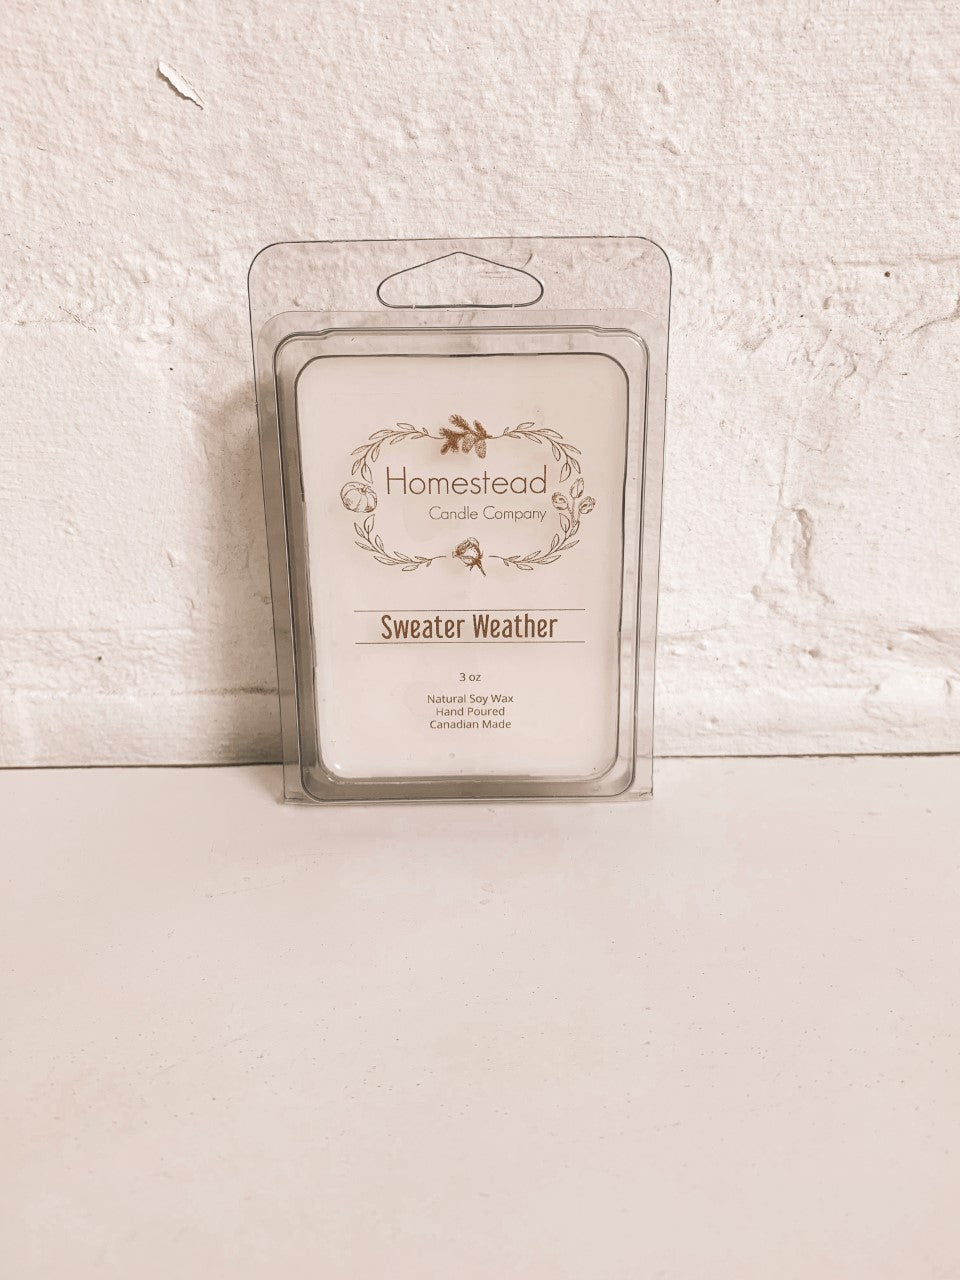 Homestead
Candle Company
Sweater Weather
3 oz
Natural Soy Wax
Hand Poured
Canadian Made